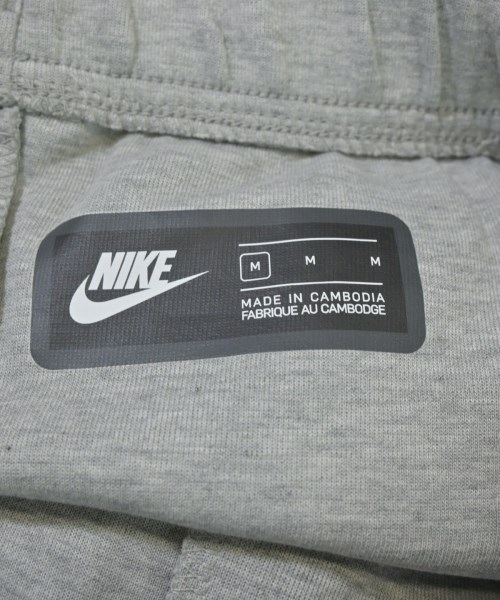 NIKE
M M M
MADE IN CAMBODIA
FABRIQUE AU CAMBODGE